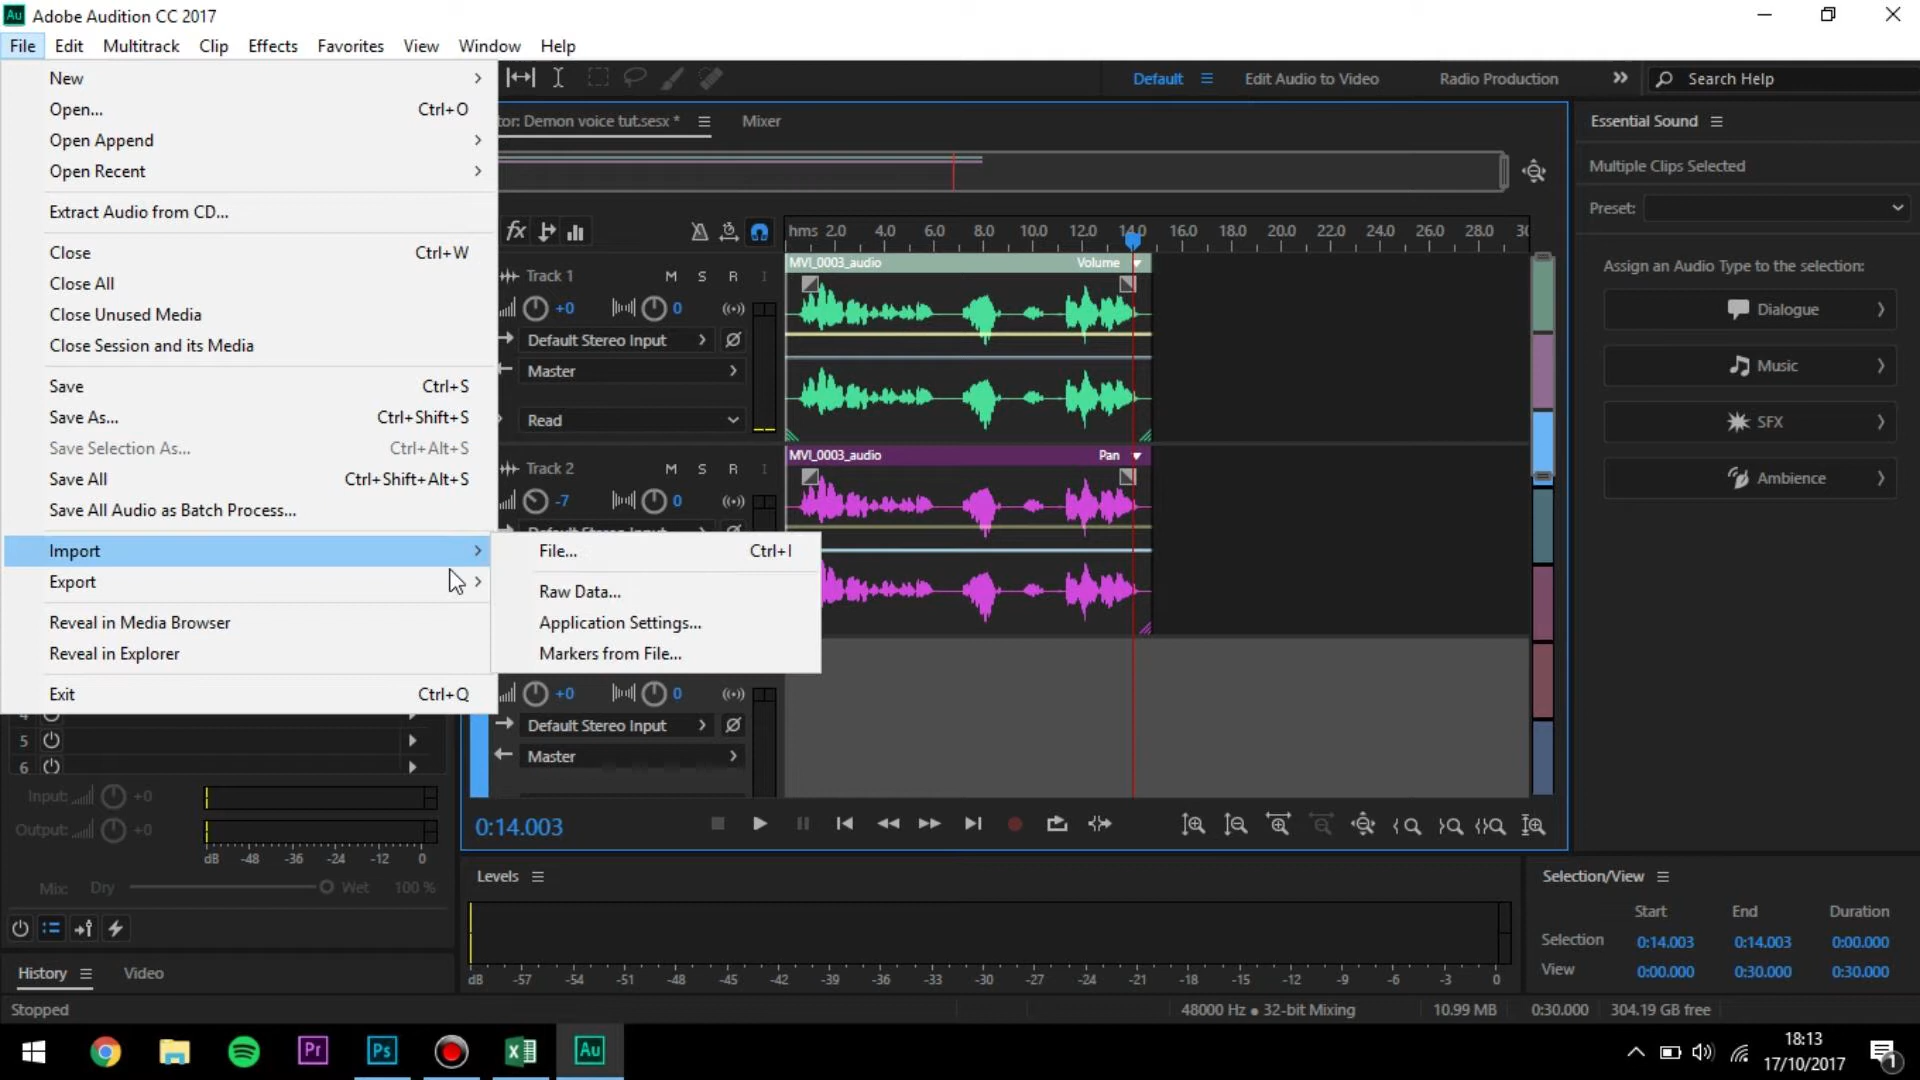 Au Adobe Audition CC 2017
File Edit Multitrack Clip Effects Favorites View Window Help
New
Open... Ctrl+O
Open Append
Open Recent
Extract Audio from CD...
Close Ctrl+W
Close All
Close Unused Media
Close Session and its Media
Save Ctrl+S
Save As... Ctrl+Shift+S
Save Selection As... Ctrl+Alt+S
Save All Ctrl+Shift+Alt+S
Save All Audio as Batch Process...
Import
Export
Reveal in Media Browser
Reveal in Explorer
Exit Ctrl+Q
File... Ctrl+I
Raw Data...
Application Settings...
Markers from File...
Default Edit Audio to Video Radio Production Search Help
tor: Demon voice tut.sesx * Mixer
fx
hms 2.0 4.0 6.0 8.0 10.0 12.0 14.0 16.0 18.0 20.0 22.0 24.0 26.0 28.0 30
Track 1 M S R I
+0 0
Default Stereo Input
Master
Read
MVI_0003_audio Volume
Track 2 M S R I
-7 0
MVI_0003_audio Pan
+0 0
Default Stereo Input
Master
Essential Sound
Multiple Clips Selected
Preset:
Assign an Audio Type to the selection:
Dialogue
Music
SFX
Ambience
4
5
6
Input: +0
Output: +0
dB -48 -36 -24 -12 0
Mix: Dry Wet 100 %
History Video
Stopped
0:14.003
Levels
dB -57 -54 -51 -48 -45 -42 -39 -36 -33 -30 -27 -24 -21 -18 -15 -12 -9 -6 -3 0
Selection/View
Start End Duration
Selection 0:14.003 0:14.003 0:00.000
View 0:00.000 0:30.000 0:30.000
48000 Hz ● 32-bit Mixing 10.99 MB 0:30.000 304.19 GB free
Pr Ps Au
18:13
17/10/2017
1